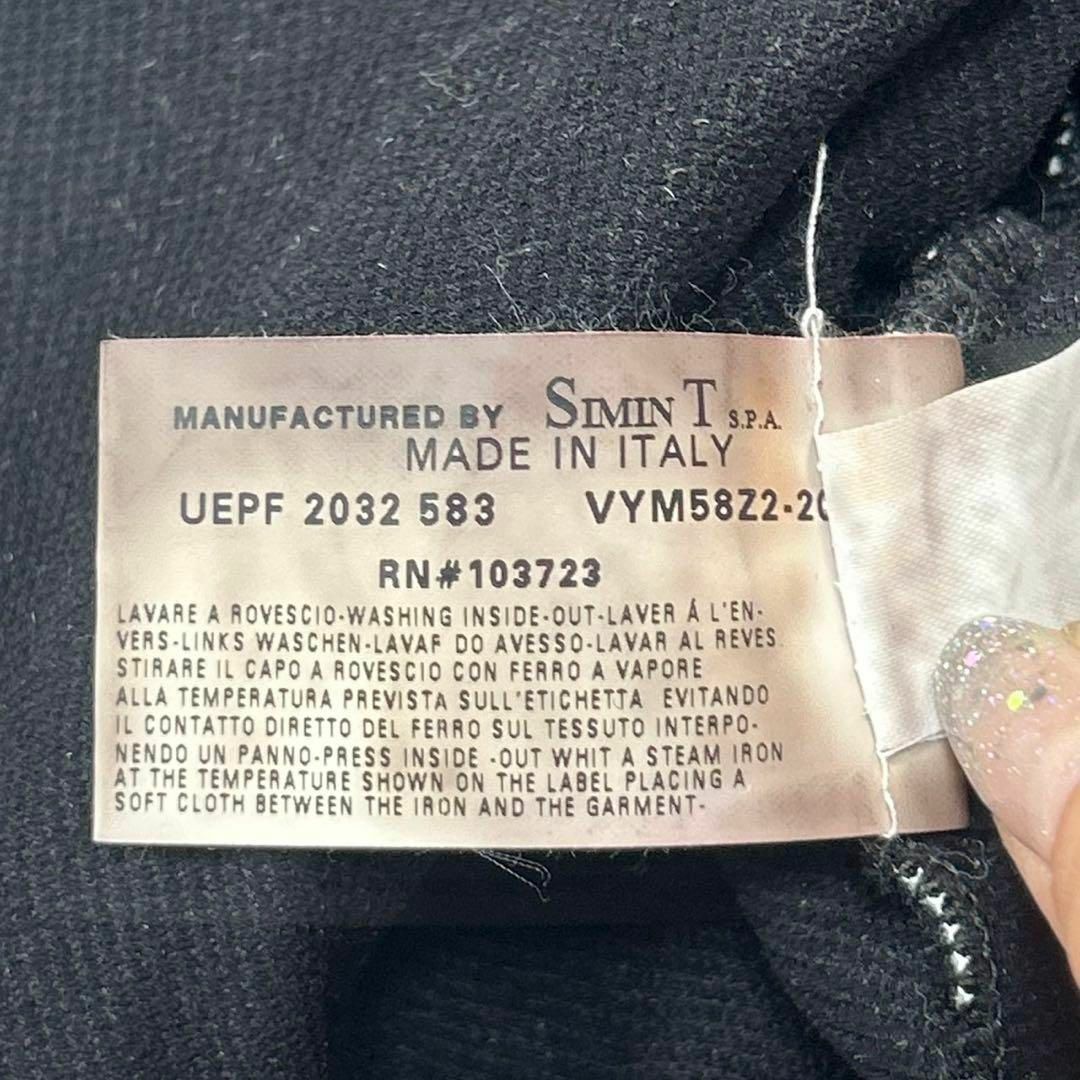 MANUFACTURED BY SIMIN T S.P.A.
MADE IN ITALY
UEPF 2032 583 VYM58Z2-20
RN#103723
LAVARE A ROVESCIO-WASHING INSIDE-OUT-LAVER Á L'EN-
VERS-LINKS WASCHEN-LAVAF DO AVESSO-LAVAR AL REVES
STIRARE IL CAPO A ROVESCIO CON FERRO A VAPORE
ALLA TEMPERATURA PREVISTA SULL'ETICHETTA EVITANDO
IL CONTATTO DIRETTO DEL FERRO SUL TESSUTO INTERPO-
NENDO UN PANNO-PRESS INSIDE -OUT WHIT A STEAM IRON
AT THE TEMPERATURE SHOWN ON THE LABEL PLACING A
SOFT CLOTH BETWEEN THE IRON AND THE GARMENT-